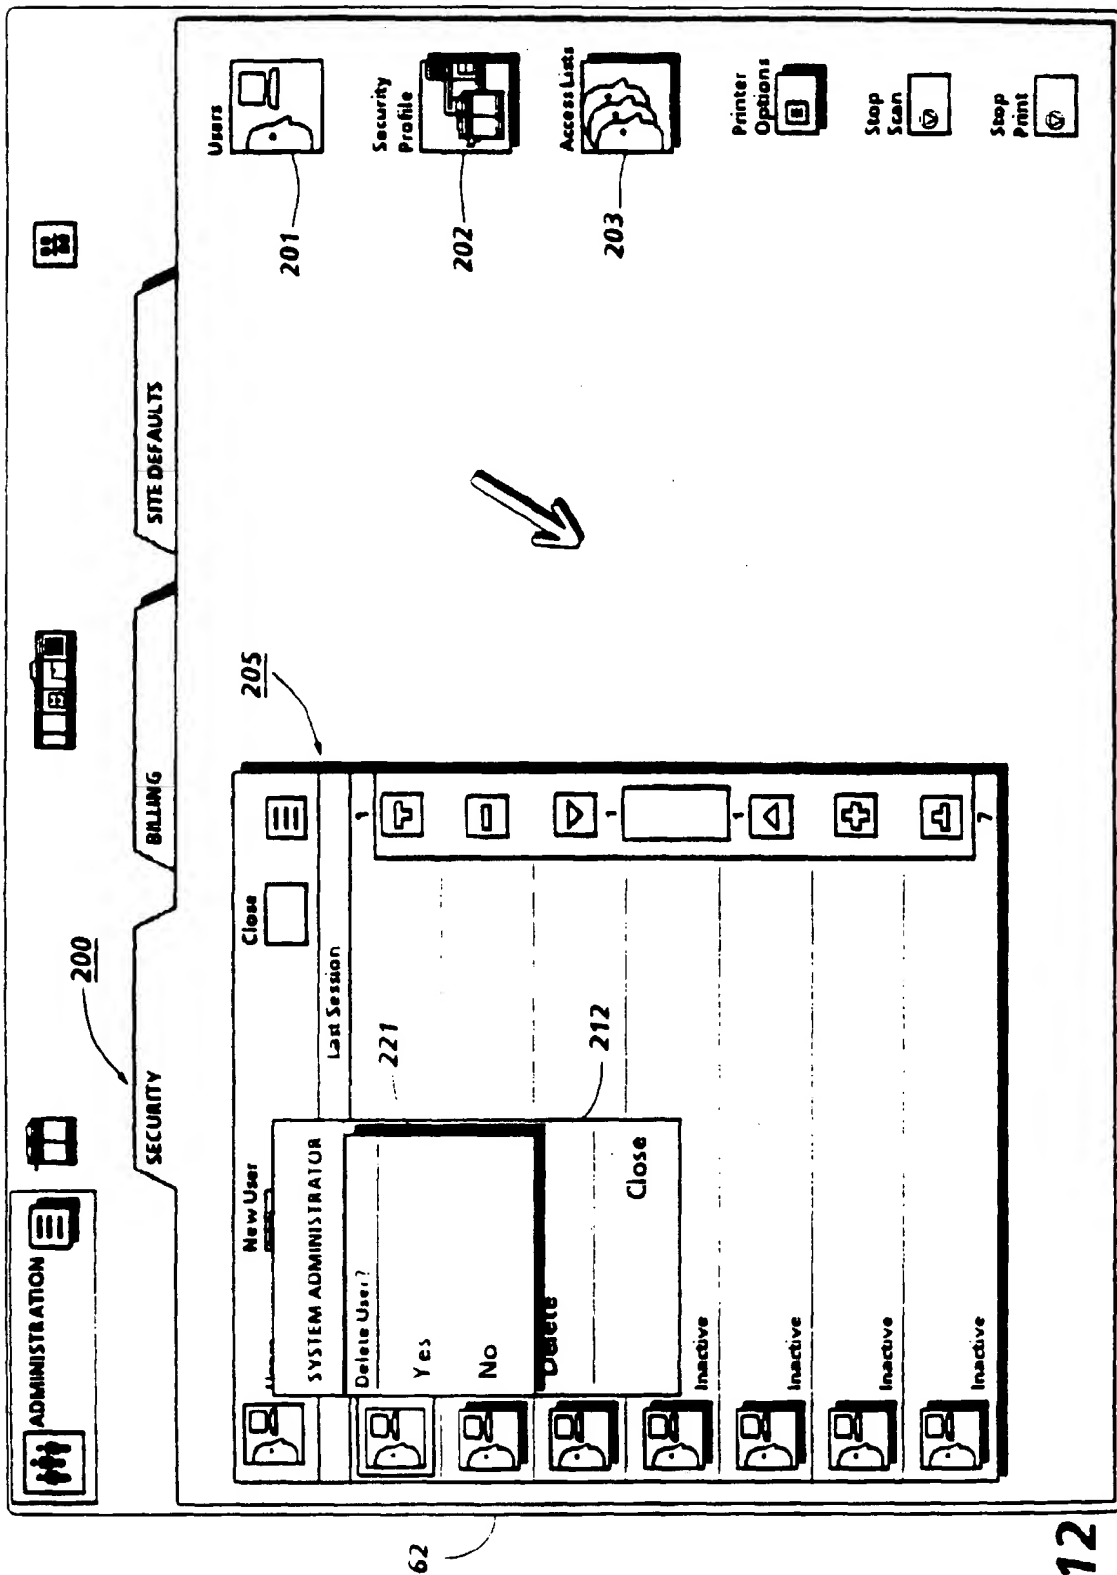 ADMINISTRATION
200
SECURITY
BILLING
SITE DEFAULTS
Users
201
Security
Profile
202
Access Lists
203
Printer
Options
Stop
Scan
Stop
Print
205
New User
Close
Last Session
SYSTEM ADMINISTRATOR
221
Delete User?
Yes
No
Delete
212
Close
Inactive
Inactive
Inactive
Inactive
1
1
1
7
62
12